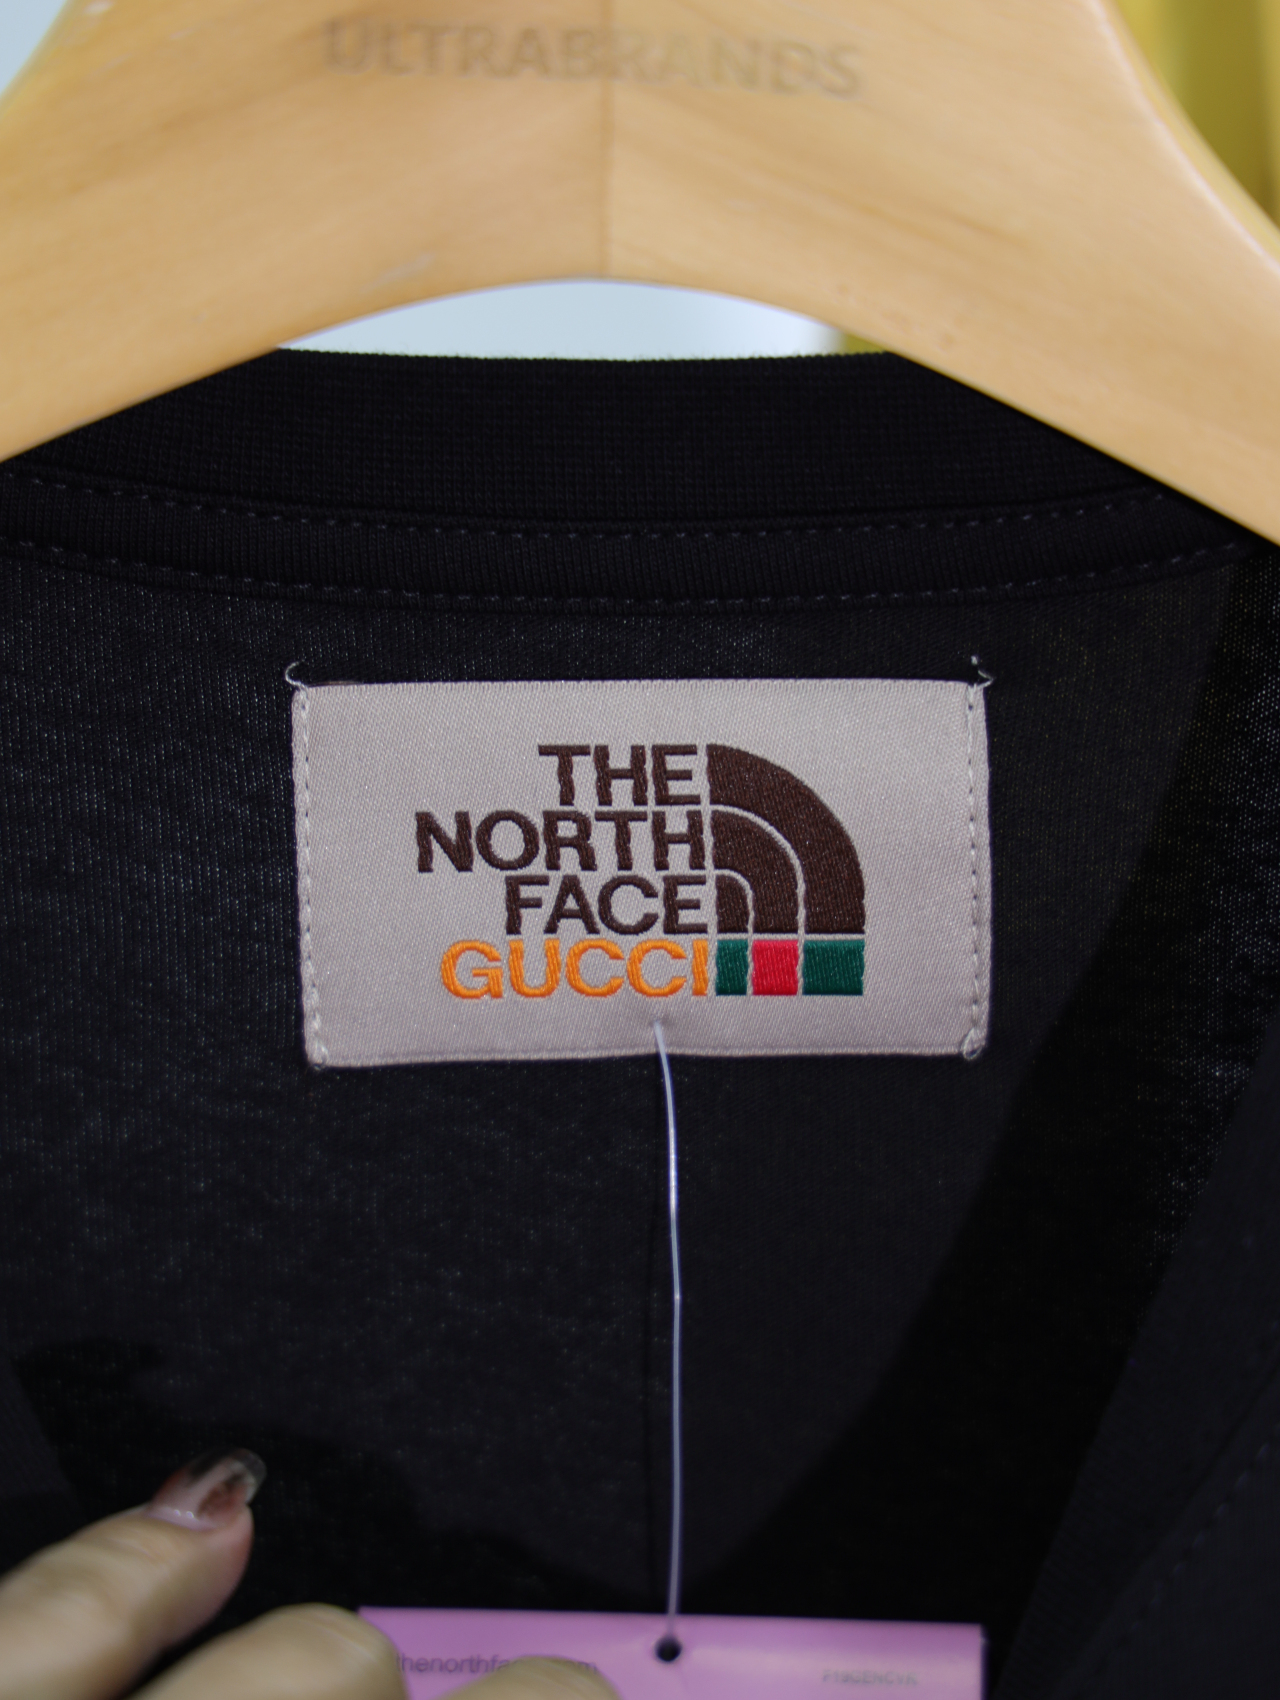 ULTRABRANDS
THE
NORTH
FACE
GUCCI